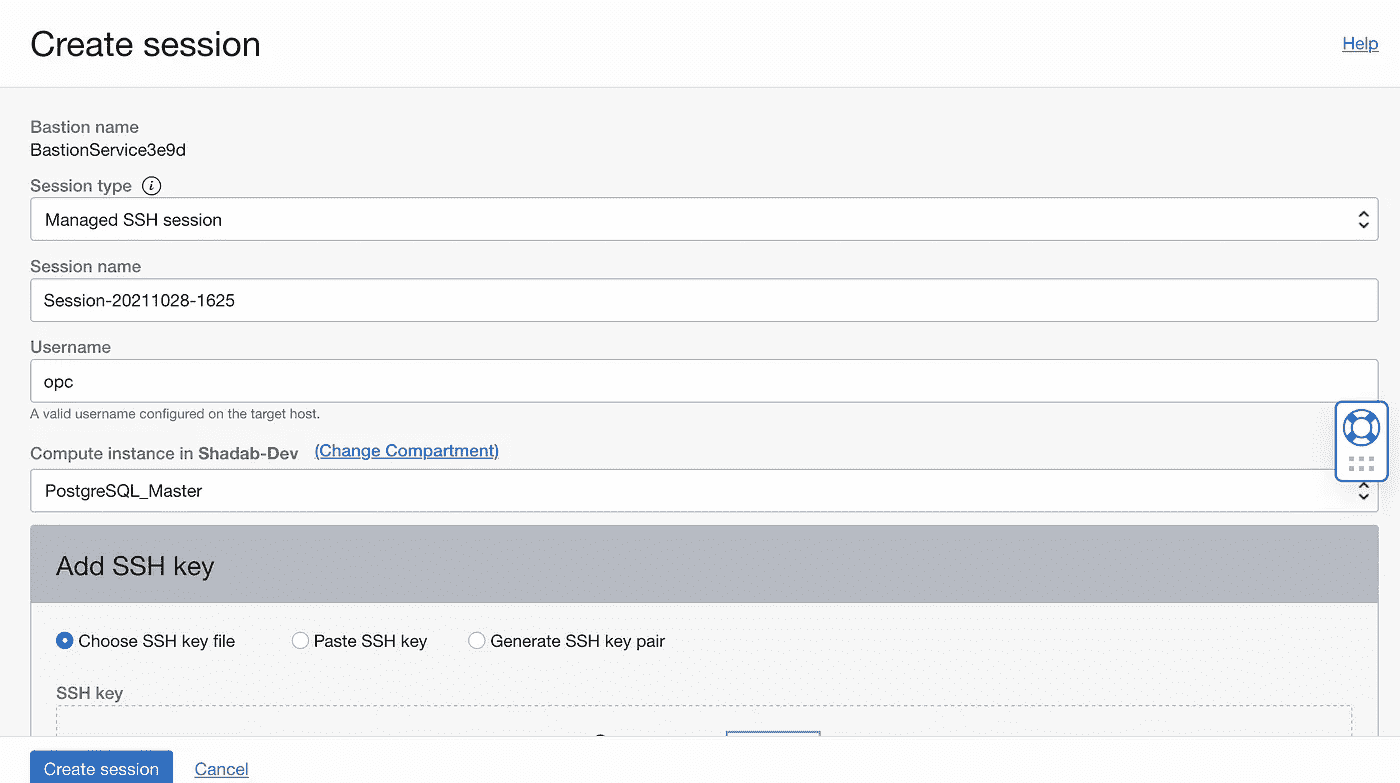 Create session
Help
Bastion name
BastionService3e9d
Session type
Managed SSH session
Session name
Session-20211028-1625
Username
opc
A valid username configured on the target host.
Compute instance in Shadab-Dev (Change Compartment)
PostgreSQL_Master
Add SSH key
Choose SSH key file Paste SSH key Generate SSH key pair
SSH key
Create session Cancel